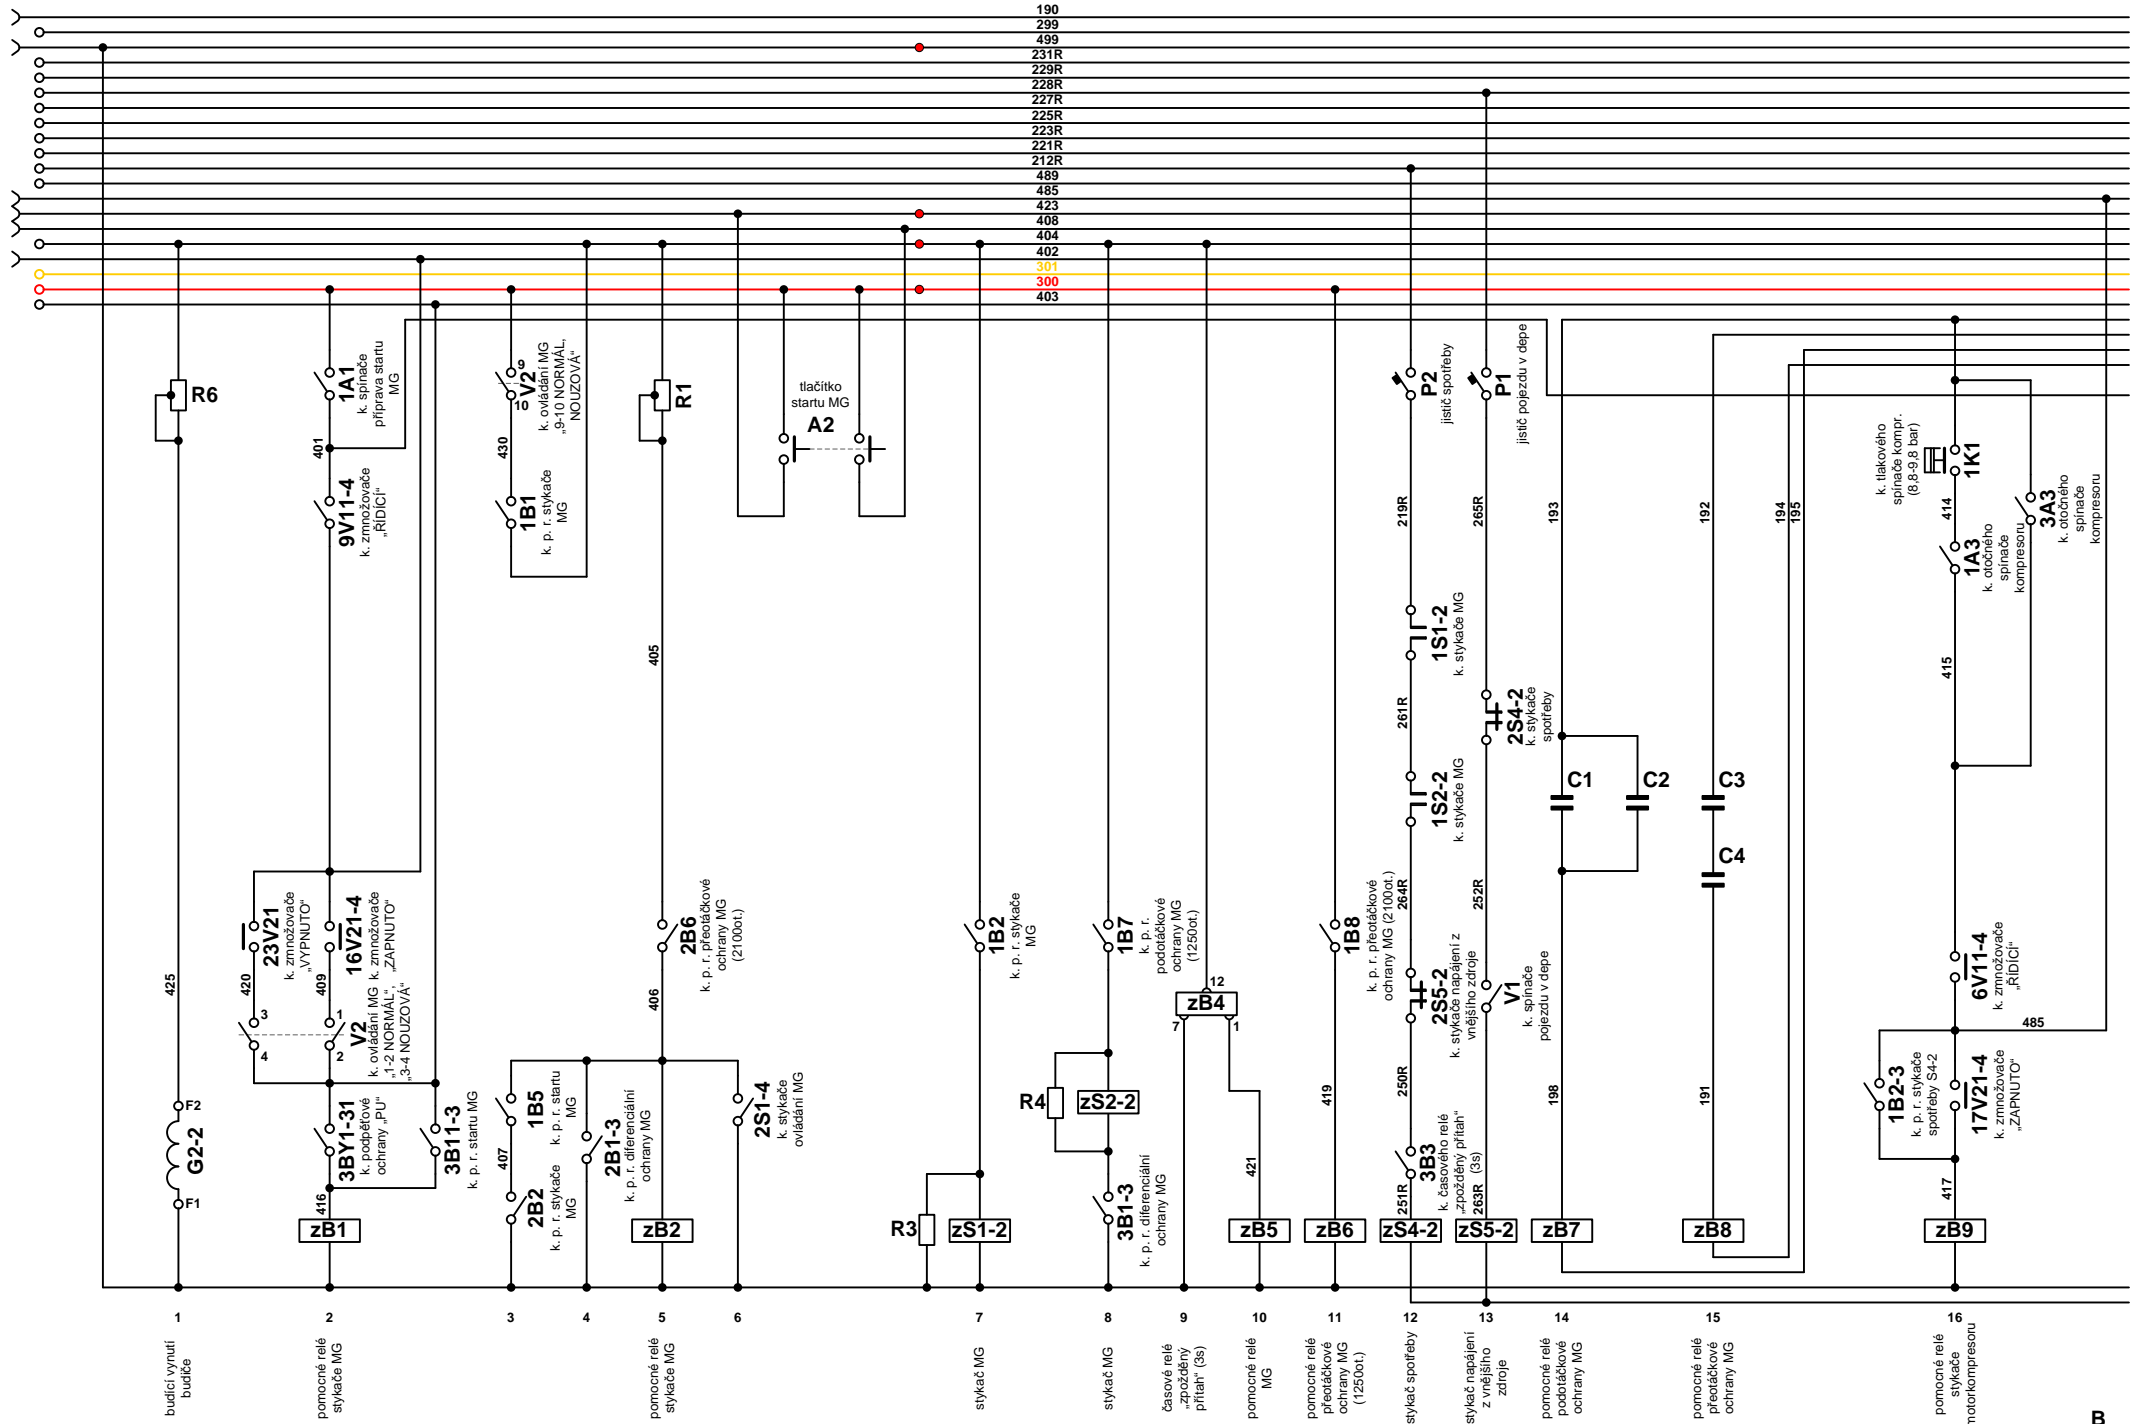 190
299
499
231R
229R
228R
227R
225R
223R
221R
212R
489
485
423
408
404
402
301
300
403
R6
425
F2
G2-2
F1
1A1
k. spínače
příprava startu
MG
401
9V11-4
k. zmnožovače
„ŘÍDÍCÍ“
23V21
k. zmnožovače
„VYPNUTO“
16V21-4
k. zmnožovače
„ZAPNUTO“
420
409
3
4
1
2
V2
k. ovládání MG
„1-2 NORMÁL“,
„3-4 NOUZOVÁ“
3BY1-31
k. podpěťové
ochrany „PU“
3B11-3
k. p. r. startu MG
416
zB1
9
V2
10
k. ovládání MG
„9-10 NORMÁL,
NOUZOVÁ“
430
1B1
k. p. r. stykače
MG
1B5
k. p. r. startu
MG
407
2B2
k. p. r. stykače
MG
2B1-3
k. p. r. diferenciální
ochrany MG
R1
405
2B6
k. p. r. přeotáčkové
ochrany MG
(2100ot.)
406
zB2
2S1-4
k. stykače
ovládání MG
tlačítko
startu MG
A2
1B2
k. p. r. stykače
MG
R3
zS1-2
1B7
k. p. r.
podotáčkové
ochrany MG
(1250ot.)
R4
zS2-2
3B1-3
k. p. r. diferenciální
ochrany MG
12
zB4
7
1
421
zB5
1B8
k. p. r. přeotáčkové
ochrany MG (2100ot.)
419
zB6
P2
jistič spotřeby
219R
1S1-2
k. stykače MG
261R
1S2-2
k. stykače MG
264R
2S5-2
k. stykače napájení z
vnějšího zdroje
250R
3B3
k. časového relé
„zpožděný přítah“
(3s)
251R
zS4-2
P1
jistič pojezdu v depe
265R
2S4-2
k. stykače
spotřeby
252R
V1
k. spínače
pojezdu v depe
263R
zS5-2
193
C1
C2
198
zB7
192
C3
C4
191
zB8
194
195
1K1
k. tlakového
spínače kompr.
(8,8-9,8 bar)
414
1A3
k. otočného
spínače
kompresoru
3A3
k. otočného
spínače
kompresoru
415
6V11-4
k. zmnožovače
„ŘÍDÍCÍ“
485
1B2-3
k. p. r. stykače
spotřeby S4-2
17V21-4
k. zmnožovače
„ZAPNUTO“
417
zB9
1
2
3
4
5
6
7
8
9
10
11
12
13
14
15
16
budící vynutí
budiče
pomocné relé
stykače MG
pomocné relé
stykače MG
stykač MG
stykač MG
časové relé
„zpožděný
přítah“ (3s)
pomocné relé
MG
pomocné relé
přeotáčkové
ochrany MG
(1250ot.)
stykač spotřeby
stykač napájení
z vnějšího
zdroje
pomocné relé
podotáčkové
ochrany MG
pomocné relé
přeotáčkové
ochrany MG
pomocné relé
stykače
motorkompresoru
B